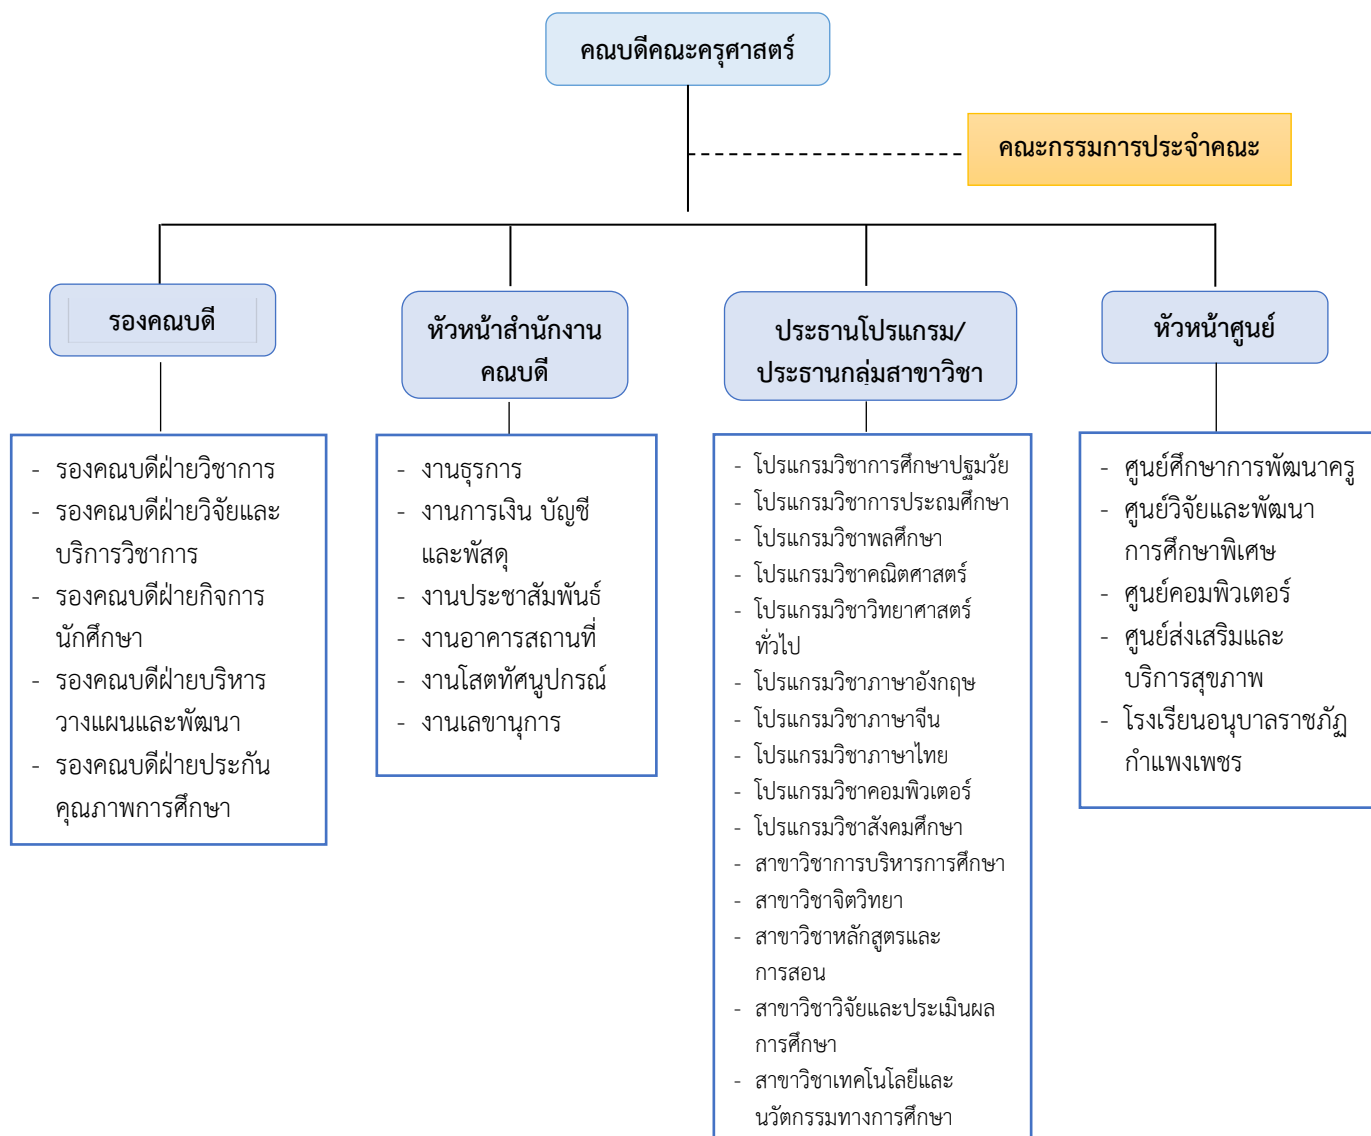 คณบดีคณะครุศาสตร์
คณะกรรมการประจำคณะ
รองคณบดี
- รองคณบดีฝ่ายวิชาการ
- รองคณบดีฝ่ายวิจัยและ
บริการวิชาการ
- รองคณบดีฝ่ายกิจการ
นักศึกษา
- รองคณบดีฝ่ายบริหาร
วางแผนและพัฒนา
- รองคณบดีฝ่ายประกัน
คุณภาพการศึกษา
หัวหน้าสำนักงาน
คณบดี
- งานธุรการ
- งานการเงิน บัญชี
และพัสดุ
- งานประชาสัมพันธ์
- งานอาคารสถานที่
- งานโสตทัศนูปกรณ์
- งานเลขานุการ
ประธานโปรแกรม/
ประธานกลุ่มสาขาวิชา
- โปรแกรมวิชาการศึกษาปฐมวัย
- โปรแกรมวิชาการประถมศึกษา
- โปรแกรมวิชาพลศึกษา
- โปรแกรมวิชาคณิตศาสตร์
- โปรแกรมวิชาวิทยาศาสตร์
ทั่วไป
- โปรแกรมวิชาภาษาอังกฤษ
- โปรแกรมวิชาภาษาจีน
- โปรแกรมวิชาภาษาไทย
- โปรแกรมวิชาคอมพิวเตอร์
- โปรแกรมวิชาสังคมศึกษา
- สาขาวิชาการบริหารการศึกษา
- สาขาวิชาจิตวิทยา
- สาขาวิชาหลักสูตรและ
การสอน
- สาขาวิชาวิจัยและประเมินผล
การศึกษา
- สาขาวิชาเทคโนโลยีและ
นวัตกรรมทางการศึกษา
หัวหน้าศูนย์
- ศูนย์ศึกษาการพัฒนาครู
- ศูนย์วิจัยและพัฒนา
การศึกษาพิเศษ
- ศูนย์คอมพิวเตอร์
- ศูนย์ส่งเสริมและ
บริการสุขภาพ
- โรงเรียนอนุบาลราชภัฏ
กำแพงเพชร